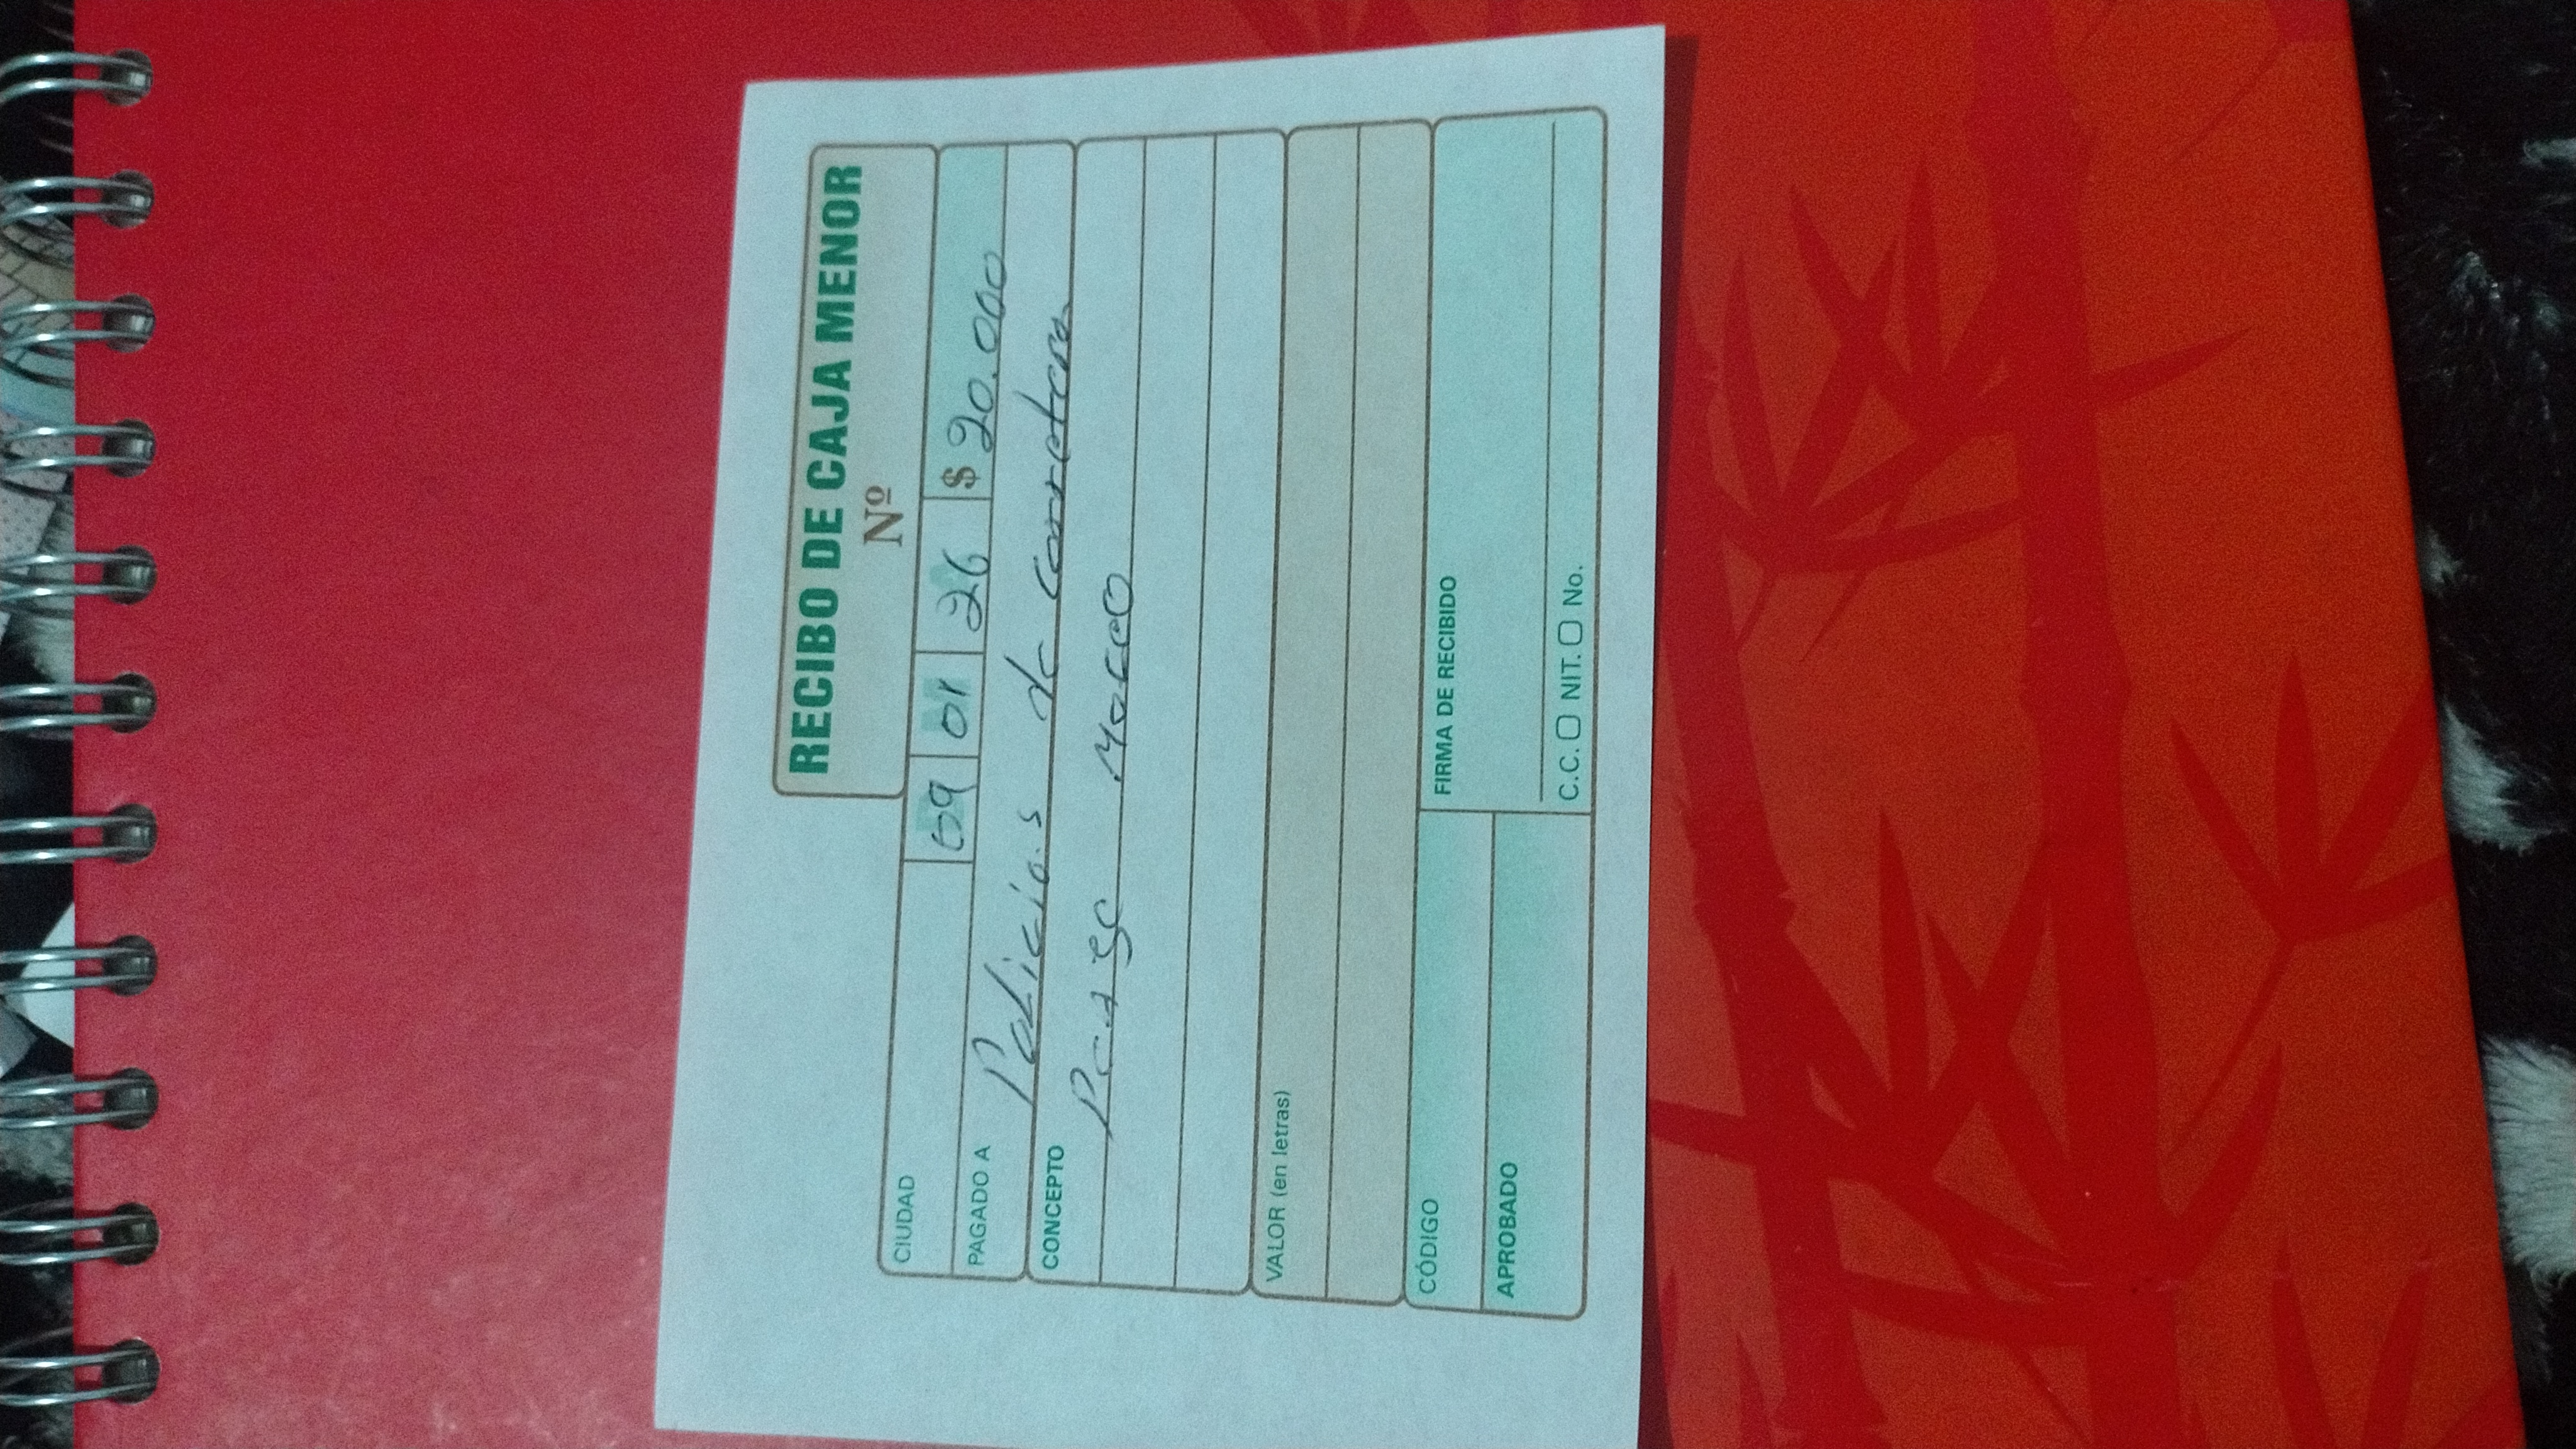 RECIBO DE CAJA MENOR
Nº
CIUDAD 09 01 26 $ 20.000
PAGADO A Policias de carretera
CONCEPTO
VALOR (en letras)
CÓDIGO
FIRMA DE RECIBIDO
APROBADO
C.C. NIT. No.